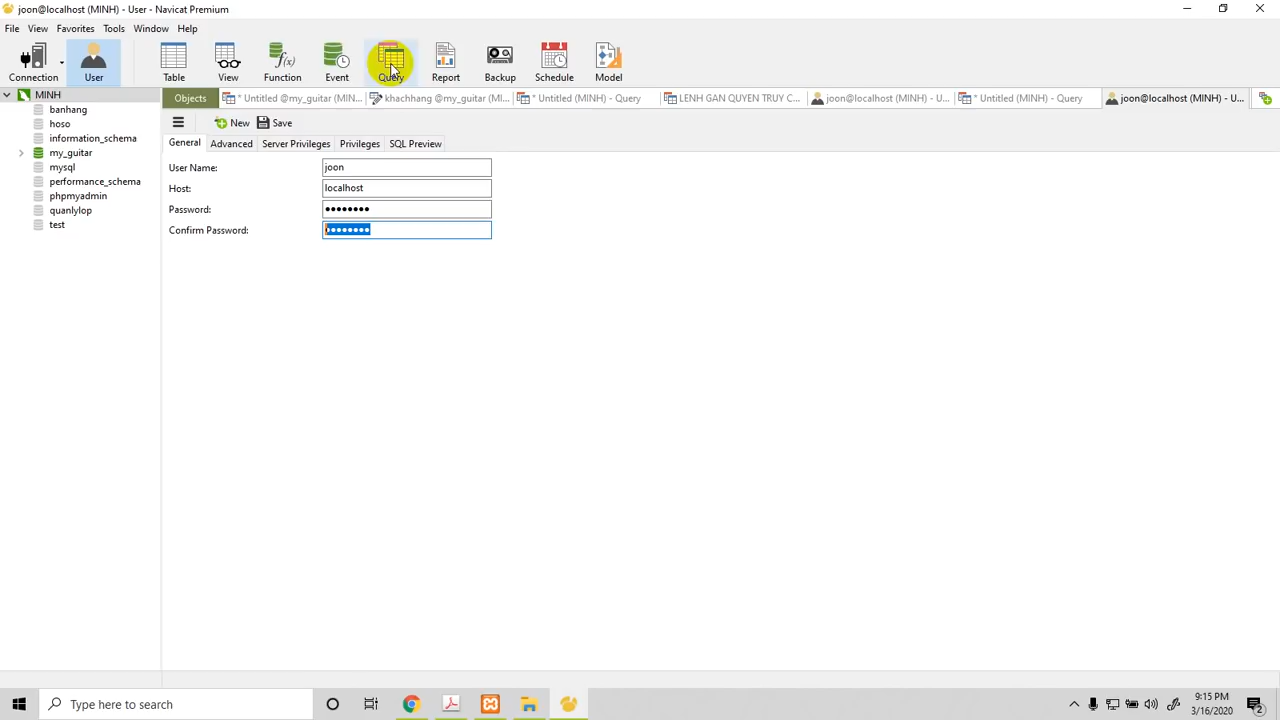 joon@localhost (MINH) - User - Navicat Premium
File View Favorites Tools Window Help
Connection User Table View Function Event Query Report Backup Schedule Model
f(x)
MINH
banhang
hoso
information_schema
my_guitar
mysql
performance_schema
phpmyadmin
quanlylop
test
Objects * Untitled @my_guitar (MIN... khachhang @my_guitar (MI... * Untitled (MINH) - Query LENH GAN QUYEN TRUY C... joon@localhost (MINH) - U... * Untitled (MINH) - Query joon@localhost (MINH) - U...
New Save
General Advanced Server Privileges Privileges SQL Preview
User Name: joon
Host: localhost
Password: ••••••••
Confirm Password: ••••••••
Type here to search
9:15 PM
3/16/2020
2